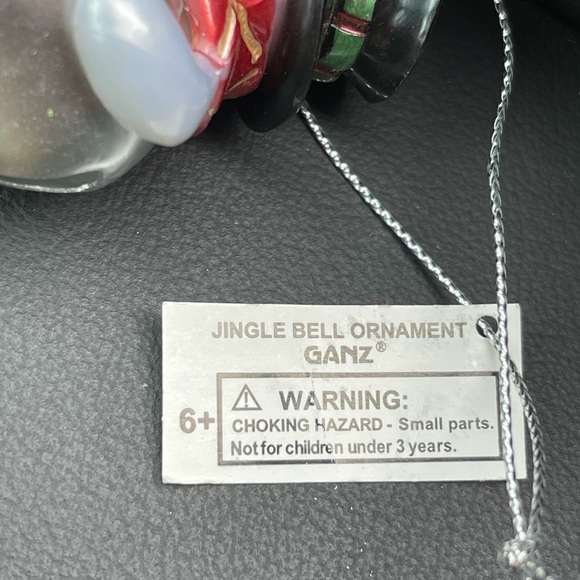 JINGLE BELL ORNAMENT
GANZ®
6+
⚠ WARNING:
CHOKING HAZARD - Small parts.
Not for children under 3 years.